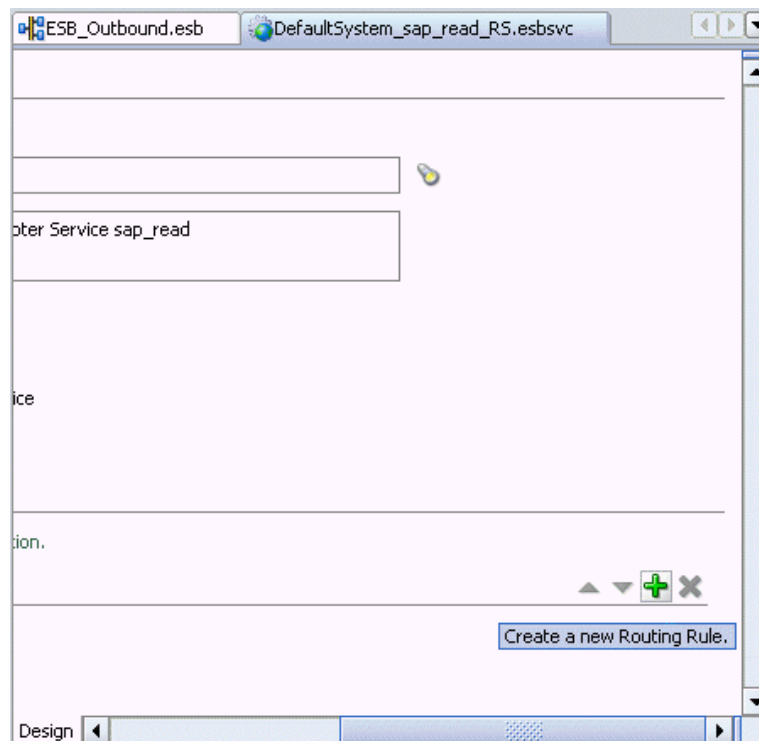 ESB_Outbound.esb
DefaultSystem_sap_read_RS.esbsvc
pter Service sap_read
ice
tion.
Create a new Routing Rule.
Design